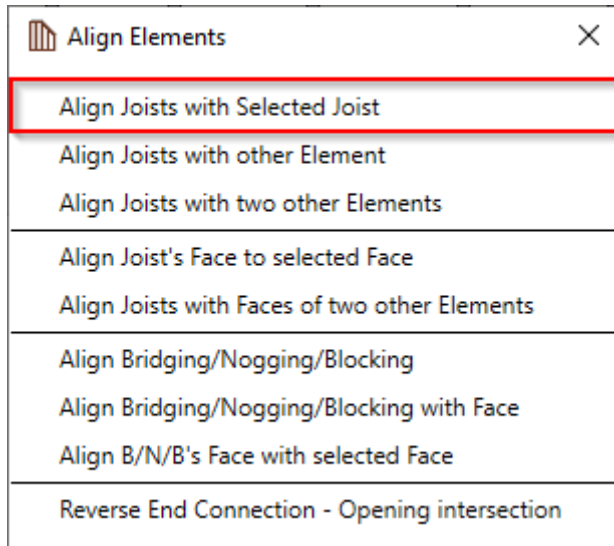 Align Elements
Align Joists with Selected Joist
Align Joists with other Element
Align Joists with two other Elements
Align Joist's Face to selected Face
Align Joists with Faces of two other Elements
Align Bridging/Nogging/Blocking
Align Bridging/Nogging/Blocking with Face
Align B/N/B's Face with selected Face
Reverse End Connection - Opening intersection